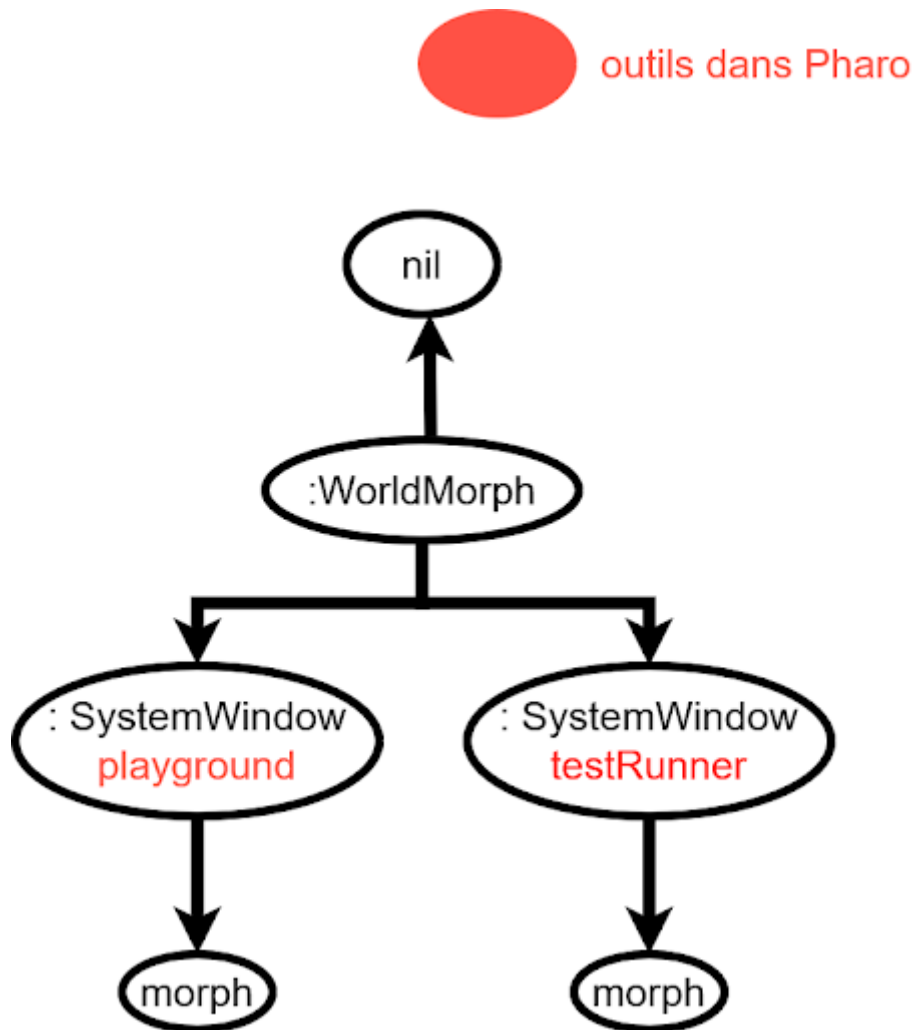 outils dans Pharo
nil
:WorldMorph
: SystemWindow
playground
: SystemWindow
testRunner
morph
morph